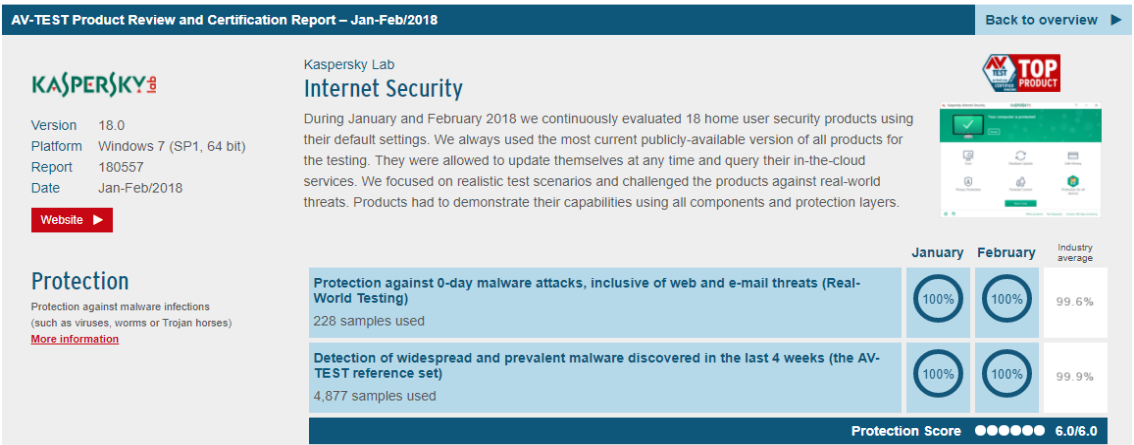 AV-TEST Product Review and Certification Report – Jan-Feb/2018
Back to overview
KASPERSKY lab
Version 18.0
Platform Windows 7 (SP1, 64 bit)
Report 180557
Date Jan-Feb/2018
Website
Kaspersky Lab
Internet Security
During January and February 2018 we continuously evaluated 18 home user security products using
their default settings. We always used the most current publicly-available version of all products for
the testing. They were allowed to update themselves at any time and query their in-the-cloud
services. We focused on realistic test scenarios and challenged the products against real-world
threats. Products had to demonstrate their capabilities using all components and protection layers.
AV TEST
TOP
PRODUCT
Your computer is protected
January February Industry
average
Protection
Protection against malware infections
(such as viruses, worms or Trojan horses)
More information
Protection against 0-day malware attacks, inclusive of web and e-mail threats (Real-
World Testing)
228 samples used
100% 100% 99.6%
Detection of widespread and prevalent malware discovered in the last 4 weeks (the AV-
TEST reference set)
4,877 samples used
100% 100% 99.9%
Protection Score 6.0/6.0